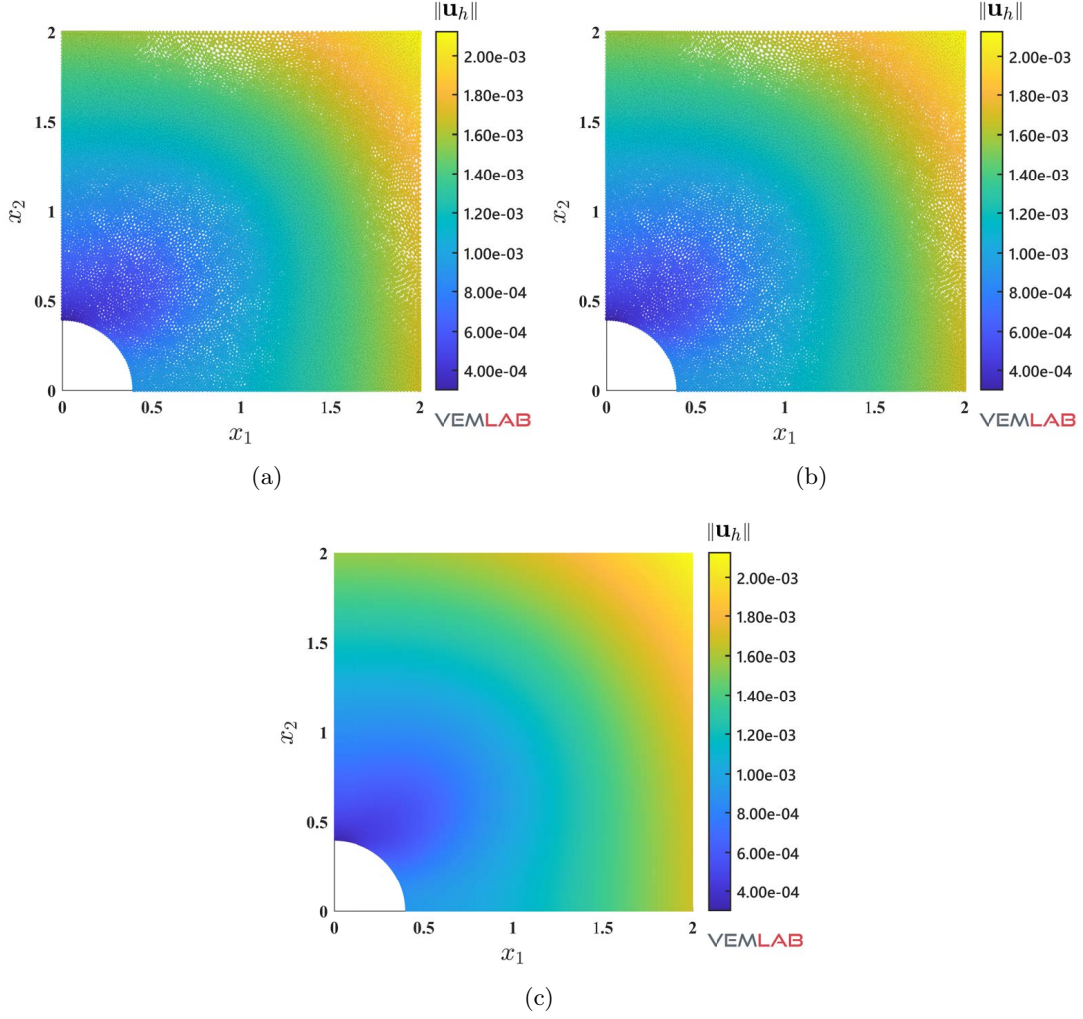 ‖u_h‖
2
1.5
1
0.5
0
0 0.5 1 1.5 2
x_2
x_1
2.00e-03
1.80e-03
1.60e-03
1.40e-03
1.20e-03
1.00e-03
8.00e-04
6.00e-04
4.00e-04
VEMLAB
(a)
‖u_h‖
2
1.5
1
0.5
0
0 0.5 1 1.5 2
x_2
x_1
2.00e-03
1.80e-03
1.60e-03
1.40e-03
1.20e-03
1.00e-03
8.00e-04
6.00e-04
4.00e-04
VEMLAB
(b)
‖u_h‖
2
1.5
1
0.5
0
0 0.5 1 1.5 2
x_2
x_1
2.00e-03
1.80e-03
1.60e-03
1.40e-03
1.20e-03
1.00e-03
8.00e-04
6.00e-04
4.00e-04
VEMLAB
(c)